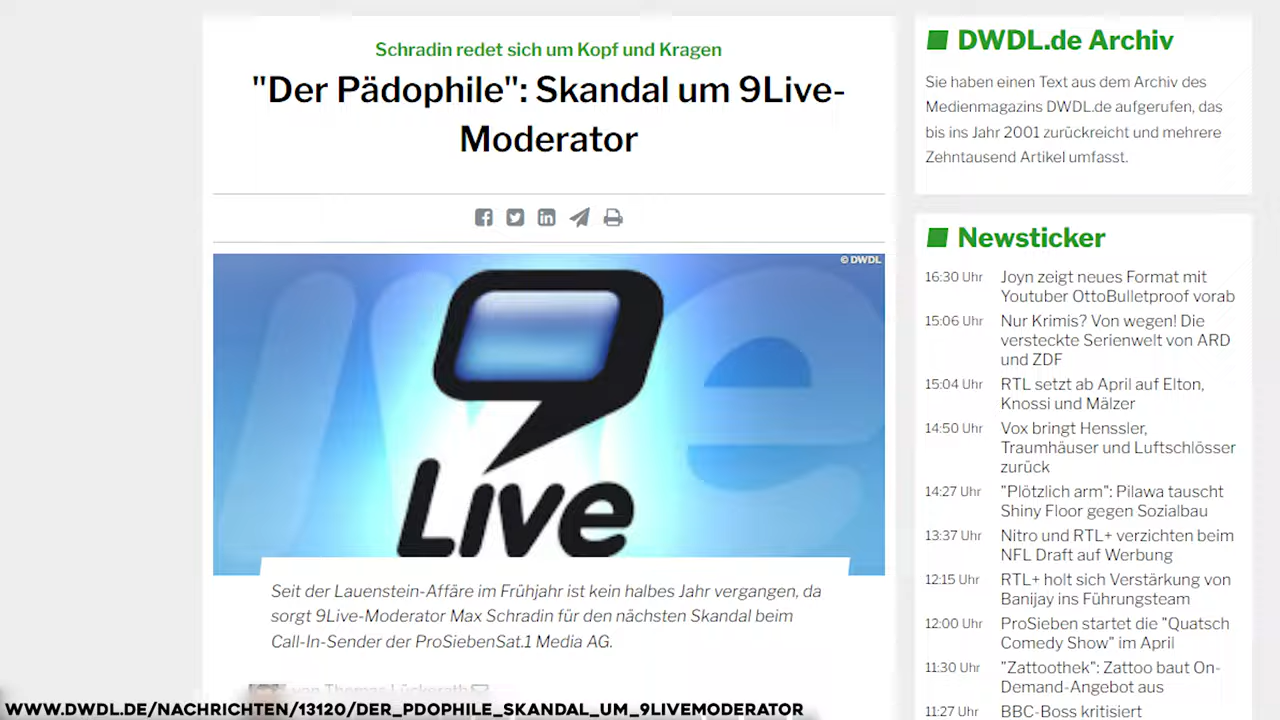 Schradin redet sich um Kopf und Kragen
"Der Pädophile": Skandal um 9Live-
Moderator
© DWDL
Live
Seit der Lauenstein-Affäre im Frühjahr ist kein halbes Jahr vergangen, da
sorgt 9Live-Moderator Max Schradin für den nächsten Skandal beim
Call-In-Sender der ProSiebenSat.1 Media AG.
von Thomas Lückerath
DWDL.de Archiv
Sie haben einen Text aus dem Archiv des
Medienmagazins DWDL.de aufgerufen, das
bis ins Jahr 2001 zurückreicht und mehrere
Zehntausend Artikel umfasst.
Newsticker
16:30 Uhr Joyn zeigt neues Format mit
Youtuber OttoBulletproof vorab
15:06 Uhr Nur Krimis? Von wegen! Die
versteckte Serienwelt von ARD
und ZDF
15:04 Uhr RTL setzt ab April auf Elton,
Knossi und Mälzer
14:50 Uhr Vox bringt Henssler,
Traumhäuser und Luftschlösser
zurück
14:27 Uhr "Plötzlich arm": Pilawa tauscht
Shiny Floor gegen Sozialbau
13:37 Uhr Nitro und RTL+ verzichten beim
NFL Draft auf Werbung
12:15 Uhr RTL+ holt sich Verstärkung von
Banijay ins Führungsteam
12:00 Uhr ProSieben startet die "Quatsch
Comedy Show" im April
11:30 Uhr "Zattoothek": Zattoo baut On-
Demand-Angebot aus
11:27 Uhr BBC-Boss kritisiert
WWW.DWDL.DE/NACHRICHTEN/13120/DER_PDOPHILE_SKANDAL_UM_9LIVEMODERATOR